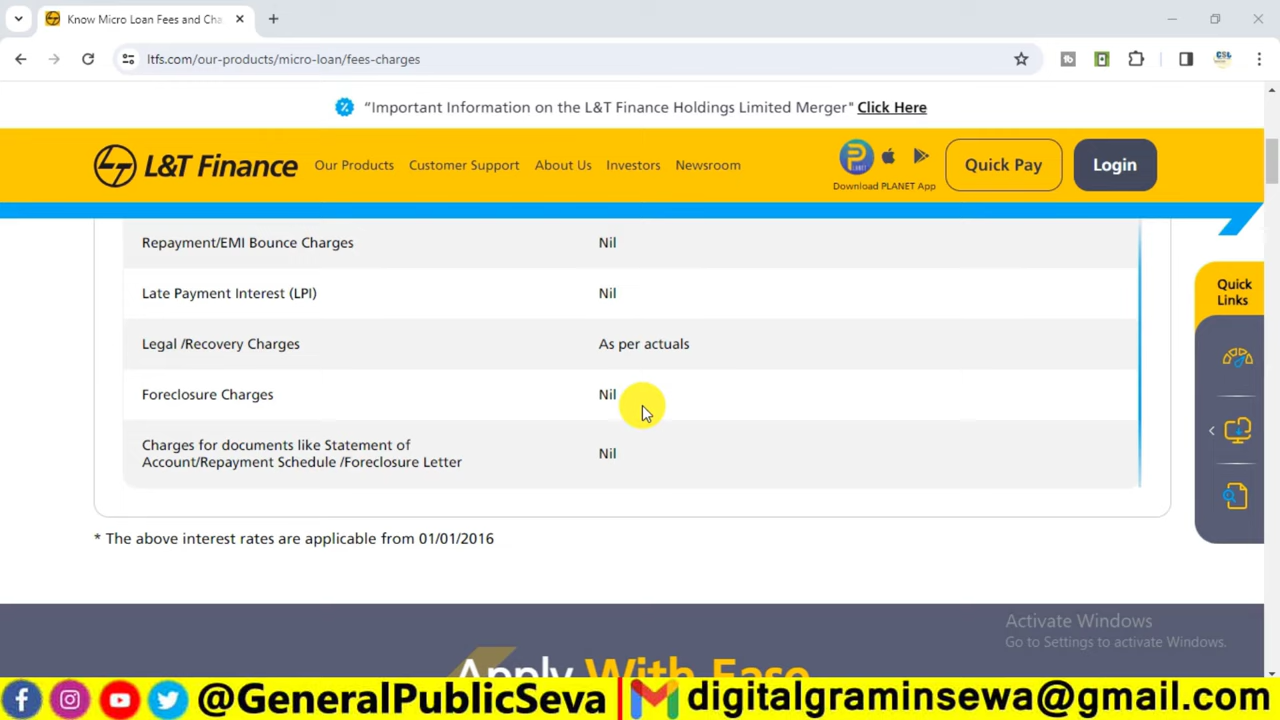 Know Micro Loan Fees and Cha
ltfs.com/our-products/micro-loan/fees-charges
“Important Information on the L&T Finance Holdings Limited Merger" Click Here
L&T Finance
Our Products
Customer Support
About Us
Investors
Newsroom
PLANET
Download PLANET App
Quick Pay
Login
Repayment/EMI Bounce Charges Nil
Late Payment Interest (LPI) Nil
Legal /Recovery Charges As per actuals
Foreclosure Charges Nil
Charges for documents like Statement of
Account/Repayment Schedule /Foreclosure Letter
Nil
Quick
Links
* The above interest rates are applicable from 01/01/2016
Activate Windows
Go to Settings to activate Windows.
Apply With Ease
@GeneralPublicSeva
digitalgraminsewa@gmail.com